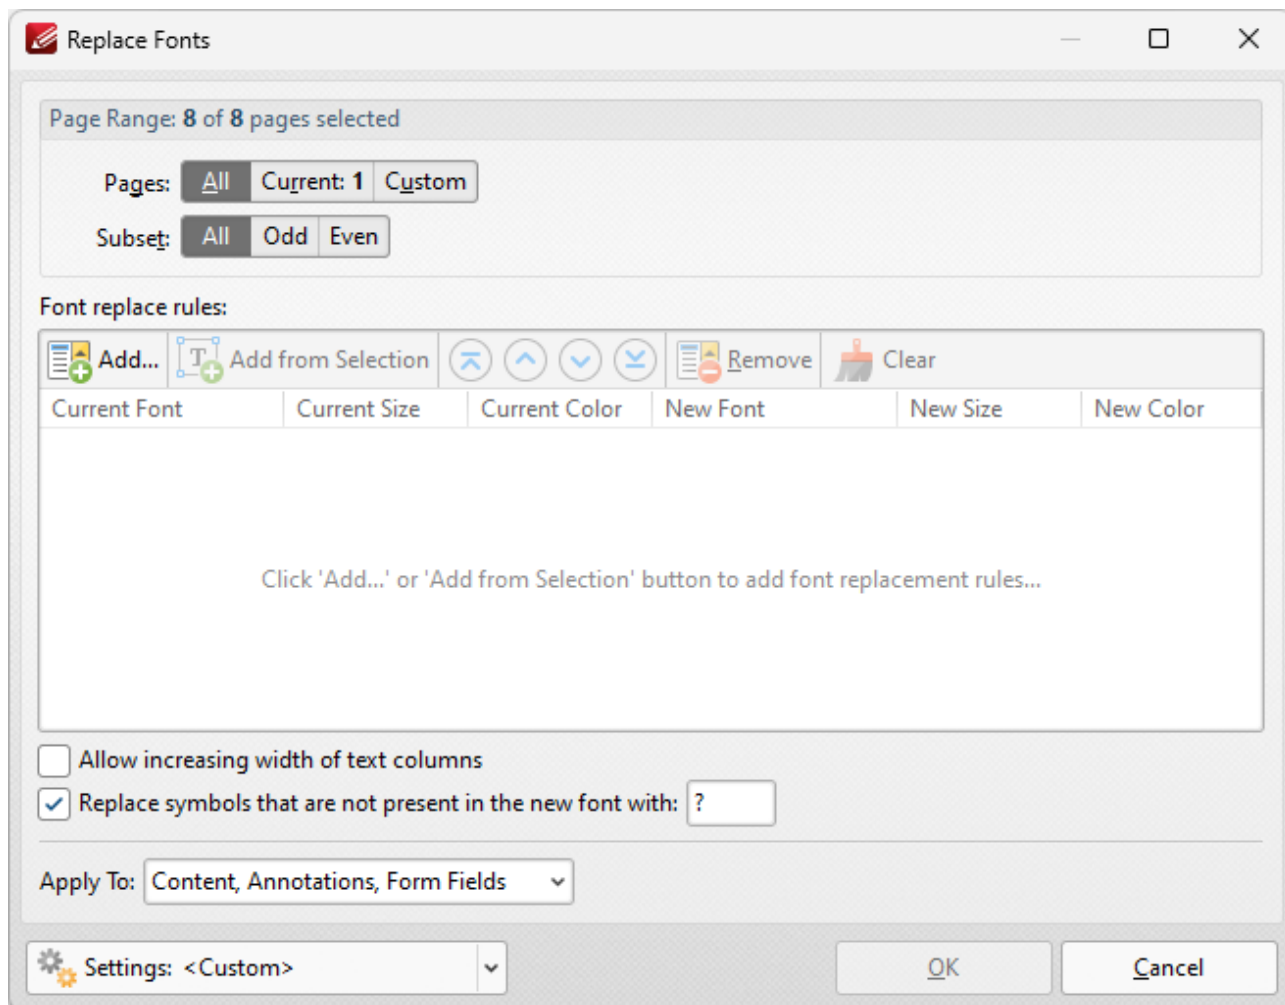 Replace Fonts
Page Range: 8 of 8 pages selected
Pages: All Current: 1 Custom
Subset: All Odd Even
Font replace rules:
Add... Add from Selection Remove Clear
Current Font Current Size Current Color New Font New Size New Color
Click 'Add...' or 'Add from Selection' button to add font replacement rules...
Allow increasing width of text columns
Replace symbols that are not present in the new font with: ?
Apply To: Content, Annotations, Form Fields
Settings: <Custom> OK Cancel